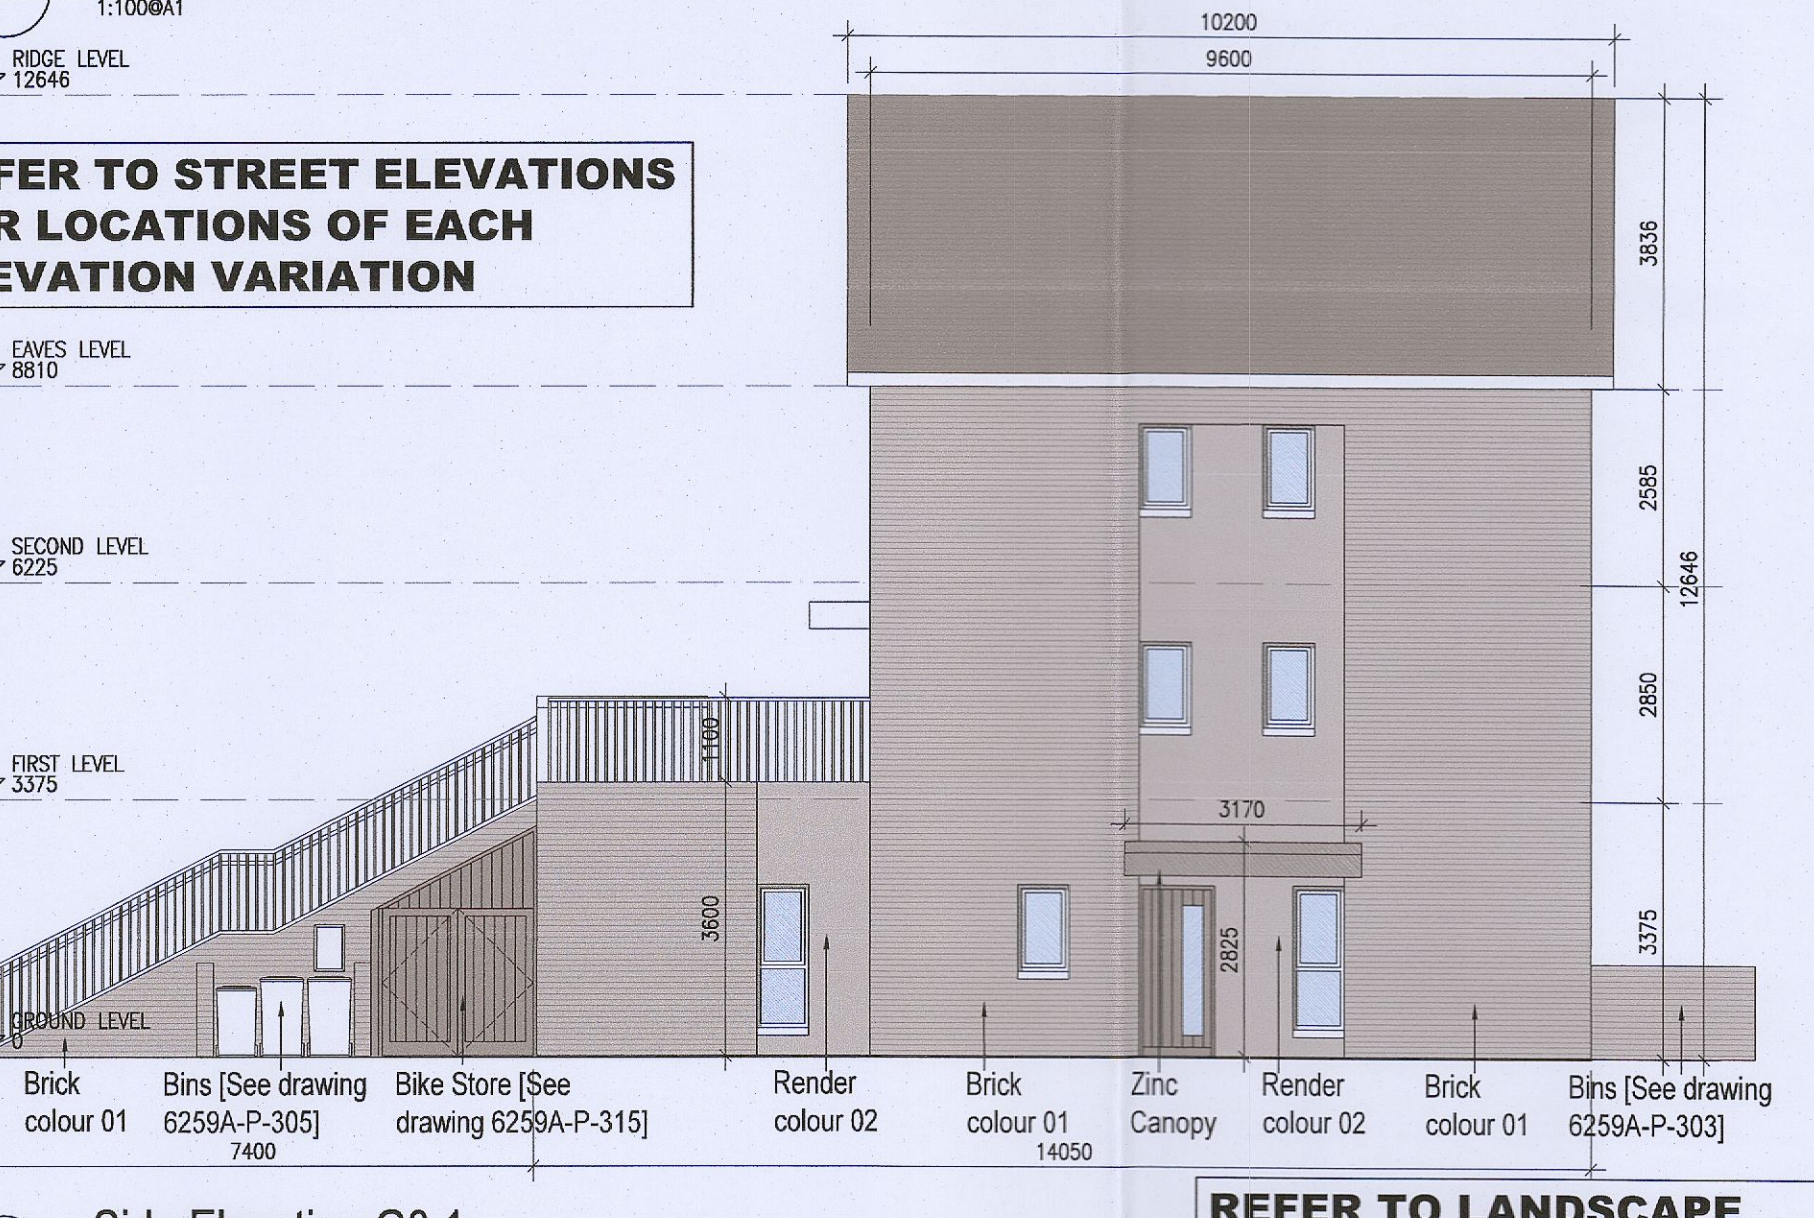 1:100@A1
10200
9600
RIDGE LEVEL
12646
TO STREET ELEVATIONS
LOCATIONS OF EACH
VARIATION
3836
EAVES LEVEL
8810
2585
SECOND LEVEL
6225
12646
2850
1100
FIRST LEVEL
3375
3170
3600
2825
3375
GROUND LEVEL
0
Brick
colour 01
Bins [See drawing
6259A-P-305]
Bike Store [See
drawing 6259A-P-315]
Render
colour 02
Brick
colour 01
Zinc
Canopy
Render
colour 02
Brick
colour 01
Bins [See drawing
6259A-P-303]
7400
14050
Side Elevation
REFER TO LANDSCAPE